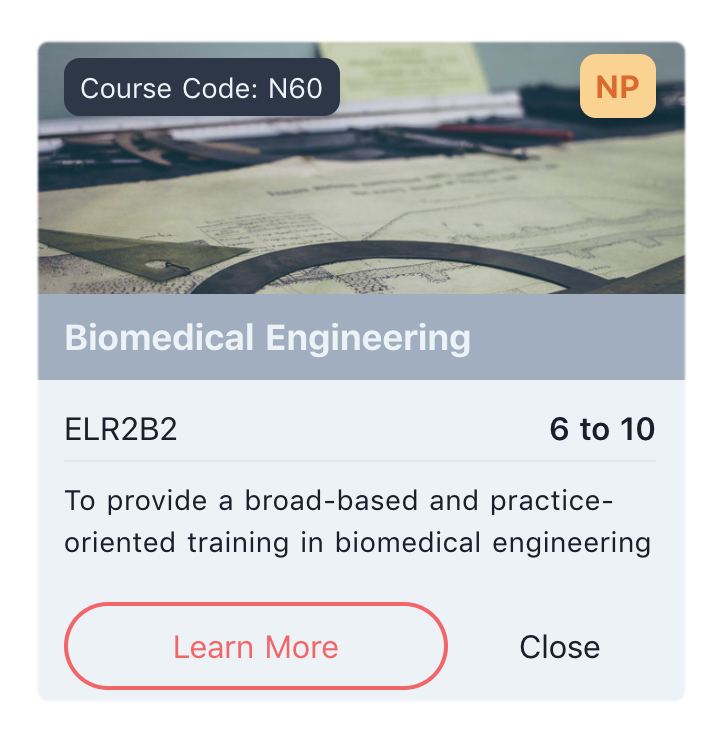 Course Code: N60
NP
Biomedical Engineering
ELR2B2
6 to 10
To provide a broad-based and practice-
oriented training in biomedical engineering
Learn More
Close